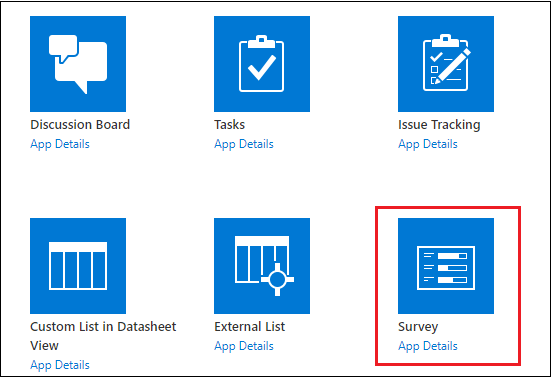 Discussion Board
App Details
Tasks
App Details
Issue Tracking
App Details
Custom List in Datasheet
View
App Details
External List
App Details
Survey
App Details